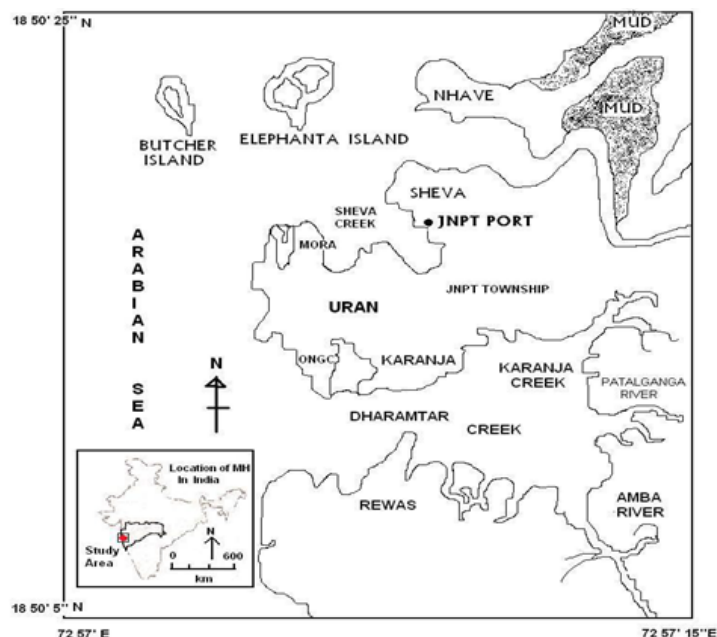 18 50' 25" N
MUD
NHAVE
MUD
BUTCHER
ISLAND
ELEPHANTA ISLAND
SHEVA
SHEVA
CREEK
JNPT PORT
MORA
ARABIAN SEA
JNPT TOWNSHIP
URAN
ONGC
KARANJA
KARANJA
CREEK
PATALGANGA
RIVER
N
DHARAMTAR
CREEK
REWAS
AMBA
RIVER
Location of MH
In India
Study
Area
N
0 600
km
18 50' 5" N
72 57' E
72 57' 15"